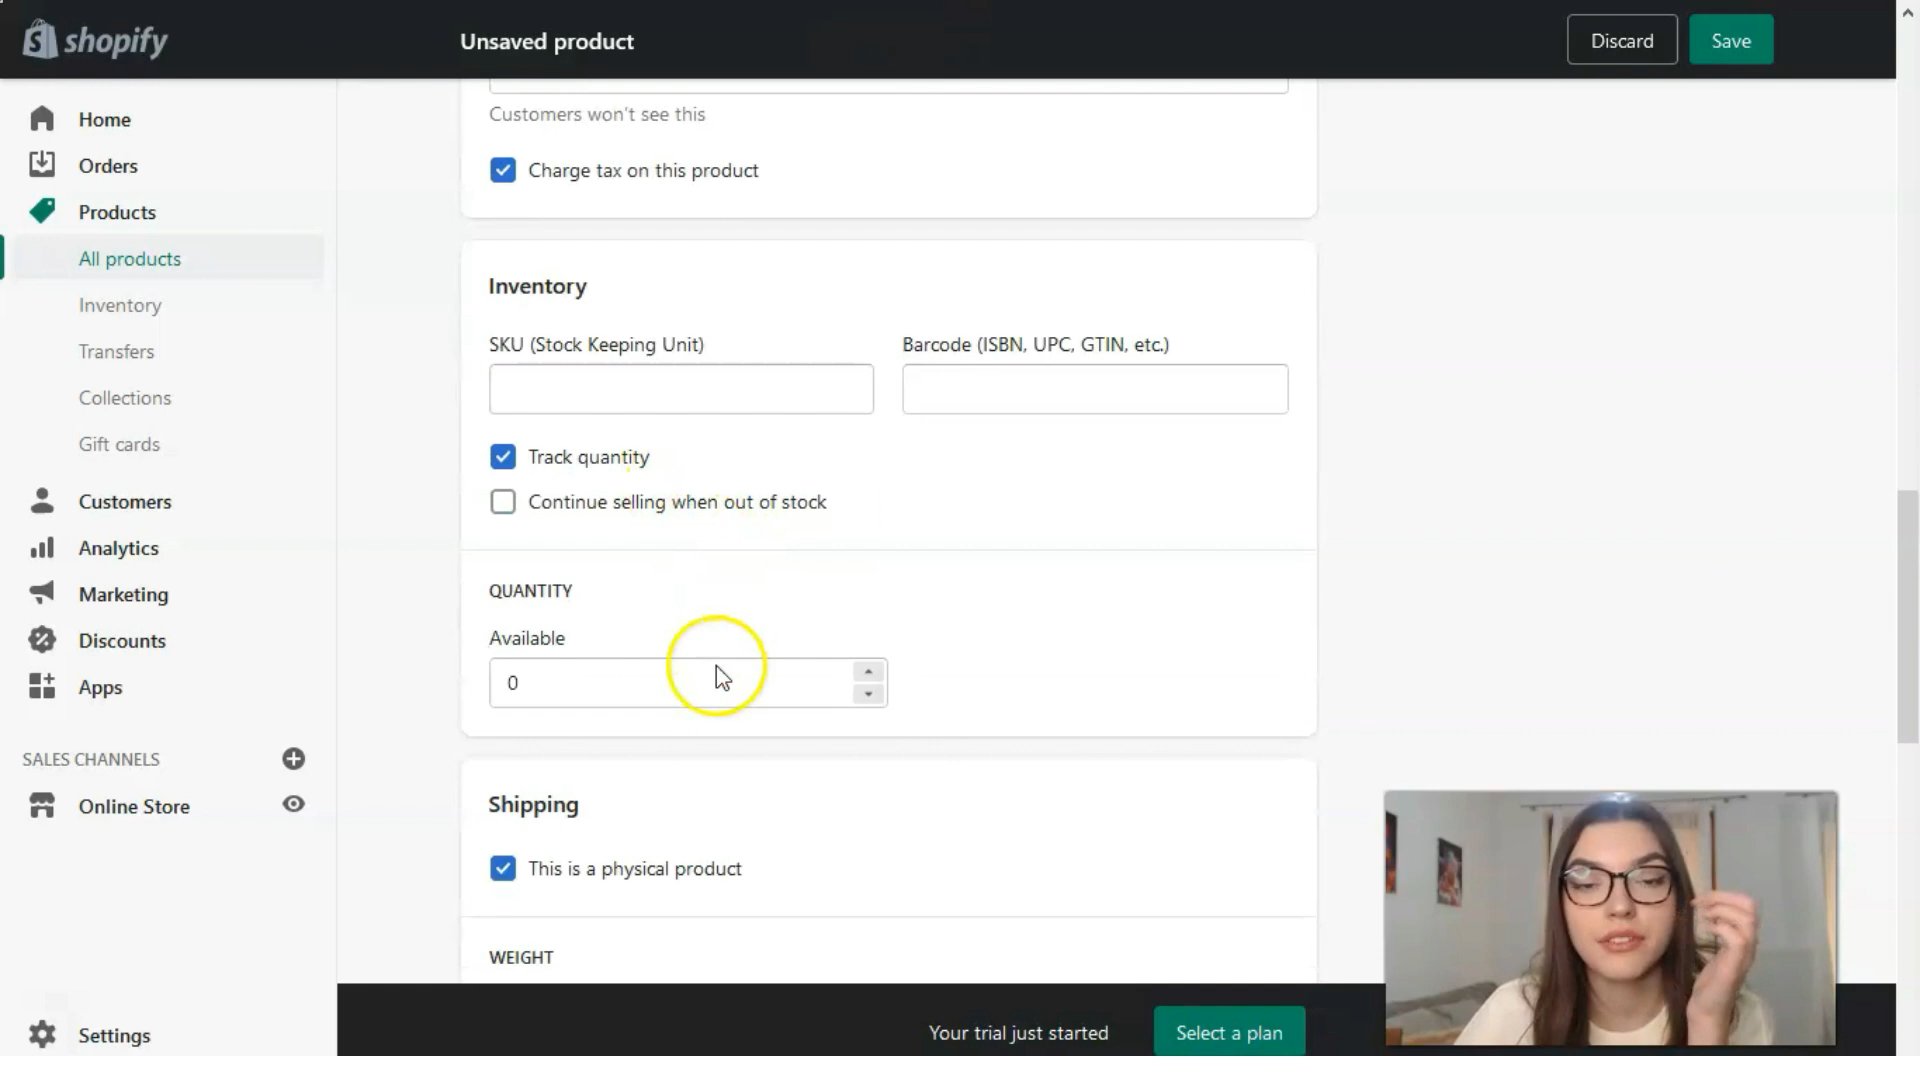 shopify
Unsaved product
Discard
Save
Home
Orders
Products
All products
Inventory
Transfers
Collections
Gift cards
Customers
Analytics
Marketing
Discounts
Apps
SALES CHANNELS
Online Store
Settings
Customers won't see this
Charge tax on this product
Inventory
SKU (Stock Keeping Unit)
Barcode (ISBN, UPC, GTIN, etc.)
Track quantity
Continue selling when out of stock
QUANTITY
Available
0
Shipping
This is a physical product
WEIGHT
Your trial just started
Select a plan